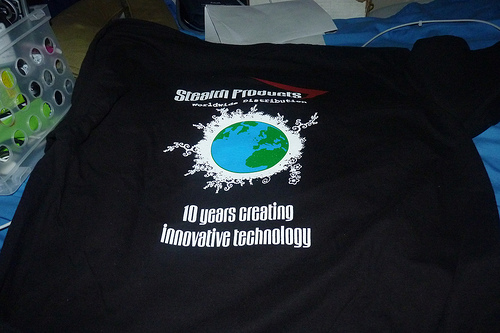 Stealth Products
worldwide distribution
10 years creating
innovative technology